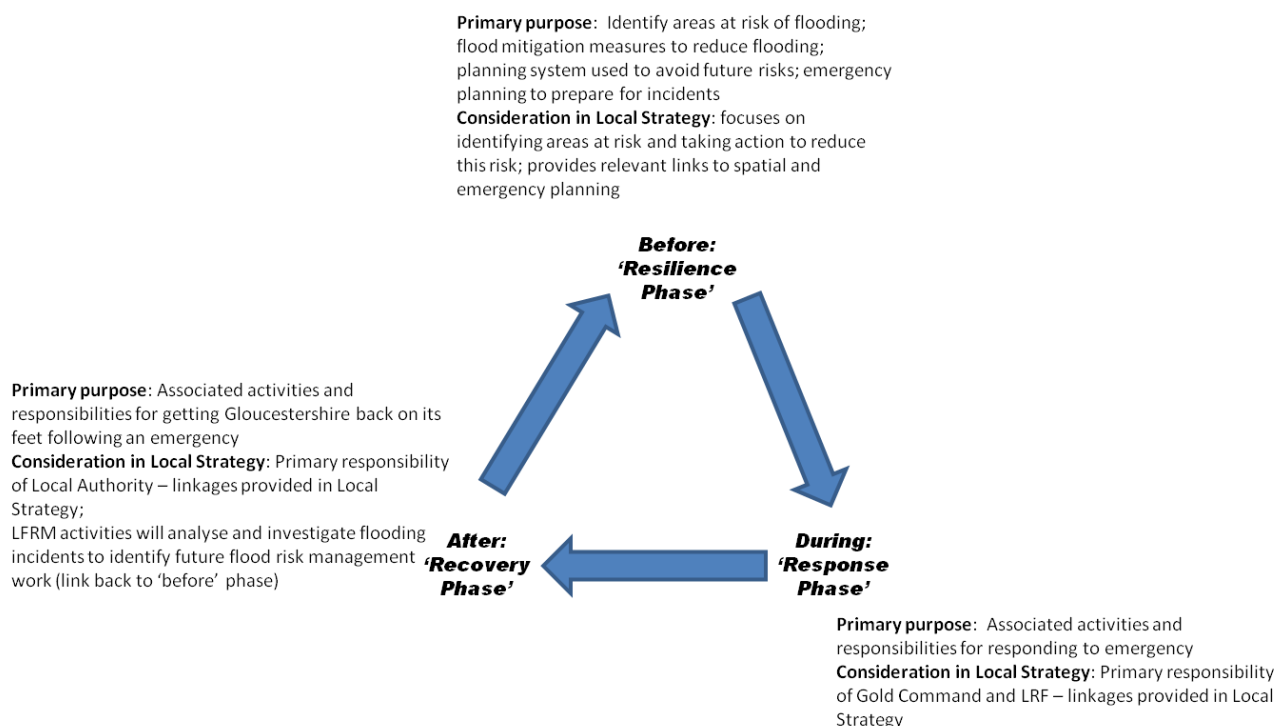 Primary purpose:  Identify areas at risk of flooding;
flood mitigation measures to reduce flooding;
planning system used to avoid future risks; emergency
planning to prepare for incidents
Consideration in Local Strategy: focuses on
identifying areas at risk and taking action to reduce
this risk; provides relevant links to spatial and
emergency planning
Before:
‘Resilience
Phase’
Primary purpose: Associated activities and
responsibilities for getting Gloucestershire back on its
feet following an emergency
Consideration in Local Strategy: Primary responsibility
of Local Authority – linkages provided in Local
Strategy;
LFRM activities will analyse and investigate flooding
incidents to identify future flood risk management
work (link back to ‘before’ phase)
After:
‘Recovery
Phase’
During:
‘Response
Phase’
Primary purpose:  Associated activities and
responsibilities for responding to emergency
Consideration in Local Strategy: Primary responsibility
of Gold Command and LRF – linkages provided in Local
Strategy